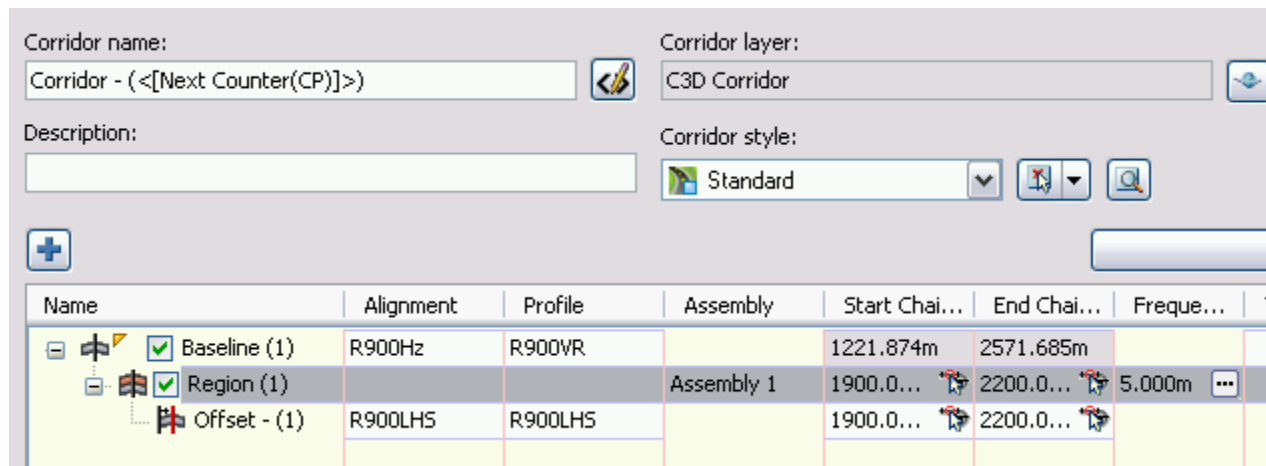 Corridor name:
Corridor layer:
Corridor - (<[Next Counter(CP)]>)
C3D Corridor
Description:
Corridor style:
Standard
Name Alignment Profile Assembly Start Chai... End Chai... Freque...
Baseline (1) R900Hz R900VR 1221.874m 2571.685m
Region (1) Assembly 1 1900.0... 2200.0... 5.000m ...
Offset - (1) R900LHS R900LHS 1900.0... 2200.0...